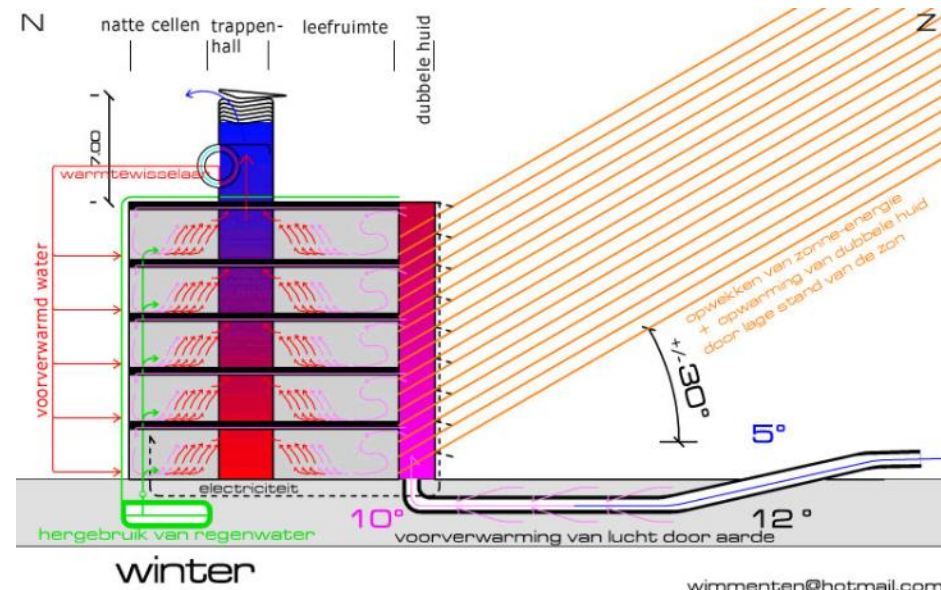 N
natte cellen
trappen-
hall
leefruimte
dubbele huid
Z
7.00
warmtewisselaar
voorverwarmd water
opwekken van zonne-energie
+ opwarming van dubbele huid
door lage stand van de zon
+/-30°
5°
electriciteit
10°
12°
hergebruik van regenwater
voorverwarming van lucht door aarde
winter
wimmenten@hotmail.com